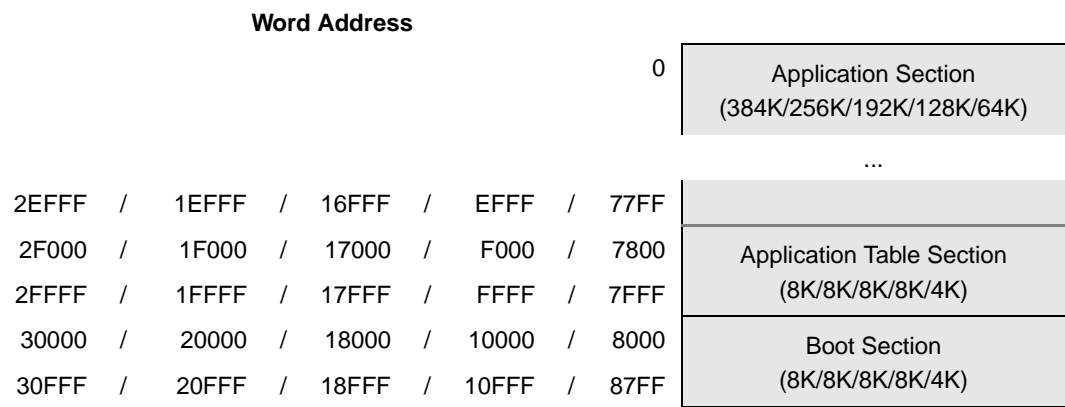 Word Address
0
Application Section
(384K/256K/192K/128K/64K)
...
2EFFF / 1EFFF / 16FFF / EFFF / 77FF
2F000 / 1F000 / 17000 / F000 / 7800
Application Table Section
2FFFF / 1FFFF / 17FFF / FFFF / 7FFF
(8K/8K/8K/8K/4K)
30000 / 20000 / 18000 / 10000 / 8000
Boot Section
30FFF / 20FFF / 18FFF / 10FFF / 87FF
(8K/8K/8K/8K/4K)